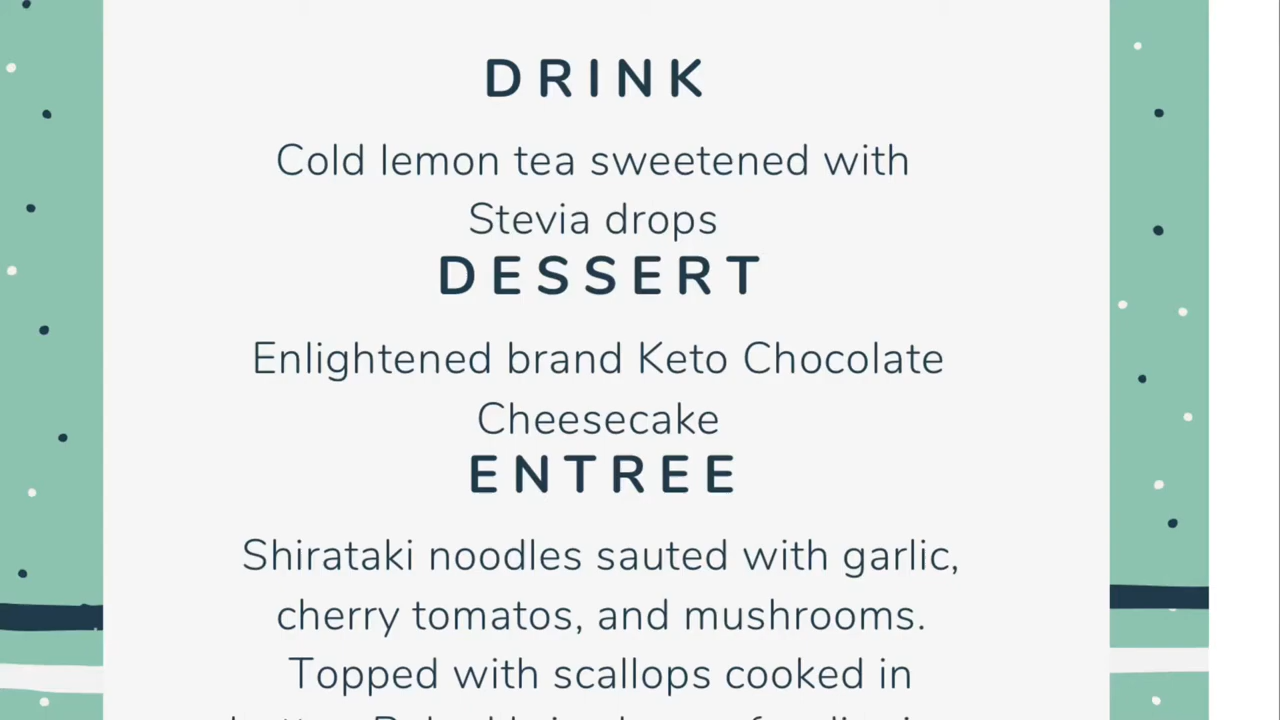 DRINK
Cold lemon tea sweetened with
Stevia drops
DESSERT
Enlightened brand Keto Chocolate
Cheesecake
ENTREE
Shirataki noodles sauted with garlic,
cherry tomatos, and mushrooms.
Topped with scallops cooked in